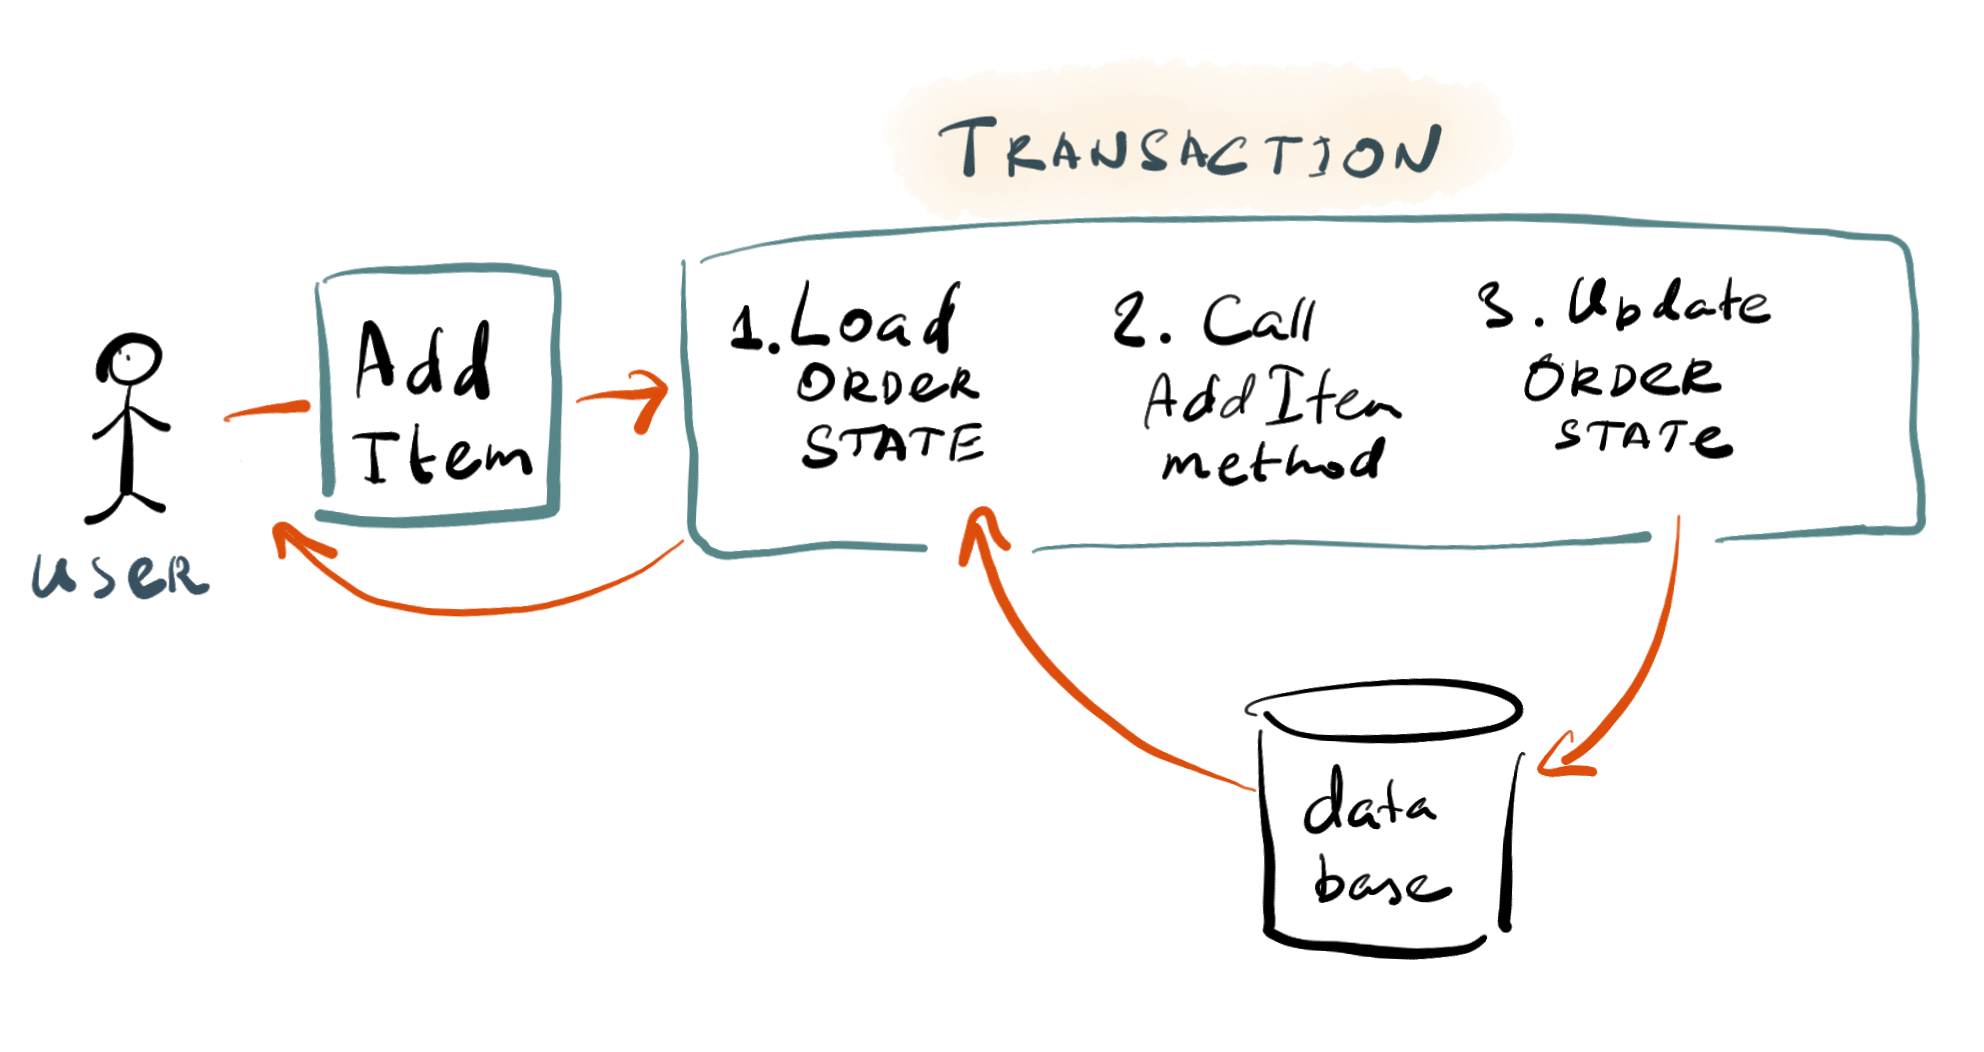 TRANSACTION
Add
Item
user
1. Load
ORDER
STATE
2. Call
AddItem
method
3. Update
ORDER
STATE
data
base